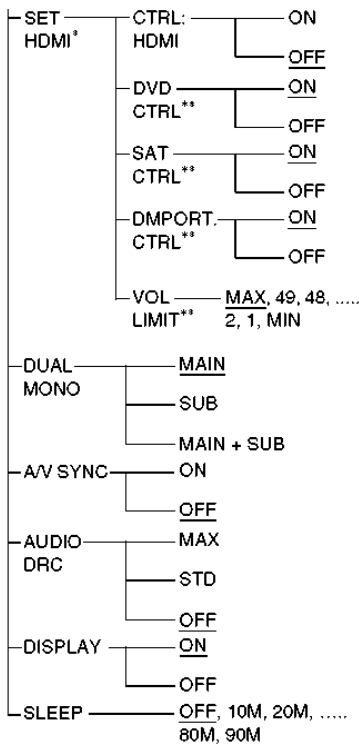 SET HDMI*
CTRL: HDMI
ON
OFF
DVD CTRL**
ON
OFF
SAT CTRL**
ON
OFF
DMPORT. CTRL**
ON
OFF
VOL LIMIT**
MAX, 49, 48, .....
2, 1, MIN
DUAL MONO
MAIN
SUB
MAIN + SUB
A/V SYNC
ON
OFF
AUDIO DRC
MAX
STD
OFF
DISPLAY
ON
OFF
SLEEP
OFF, 10M, 20M, .....
80M, 90M